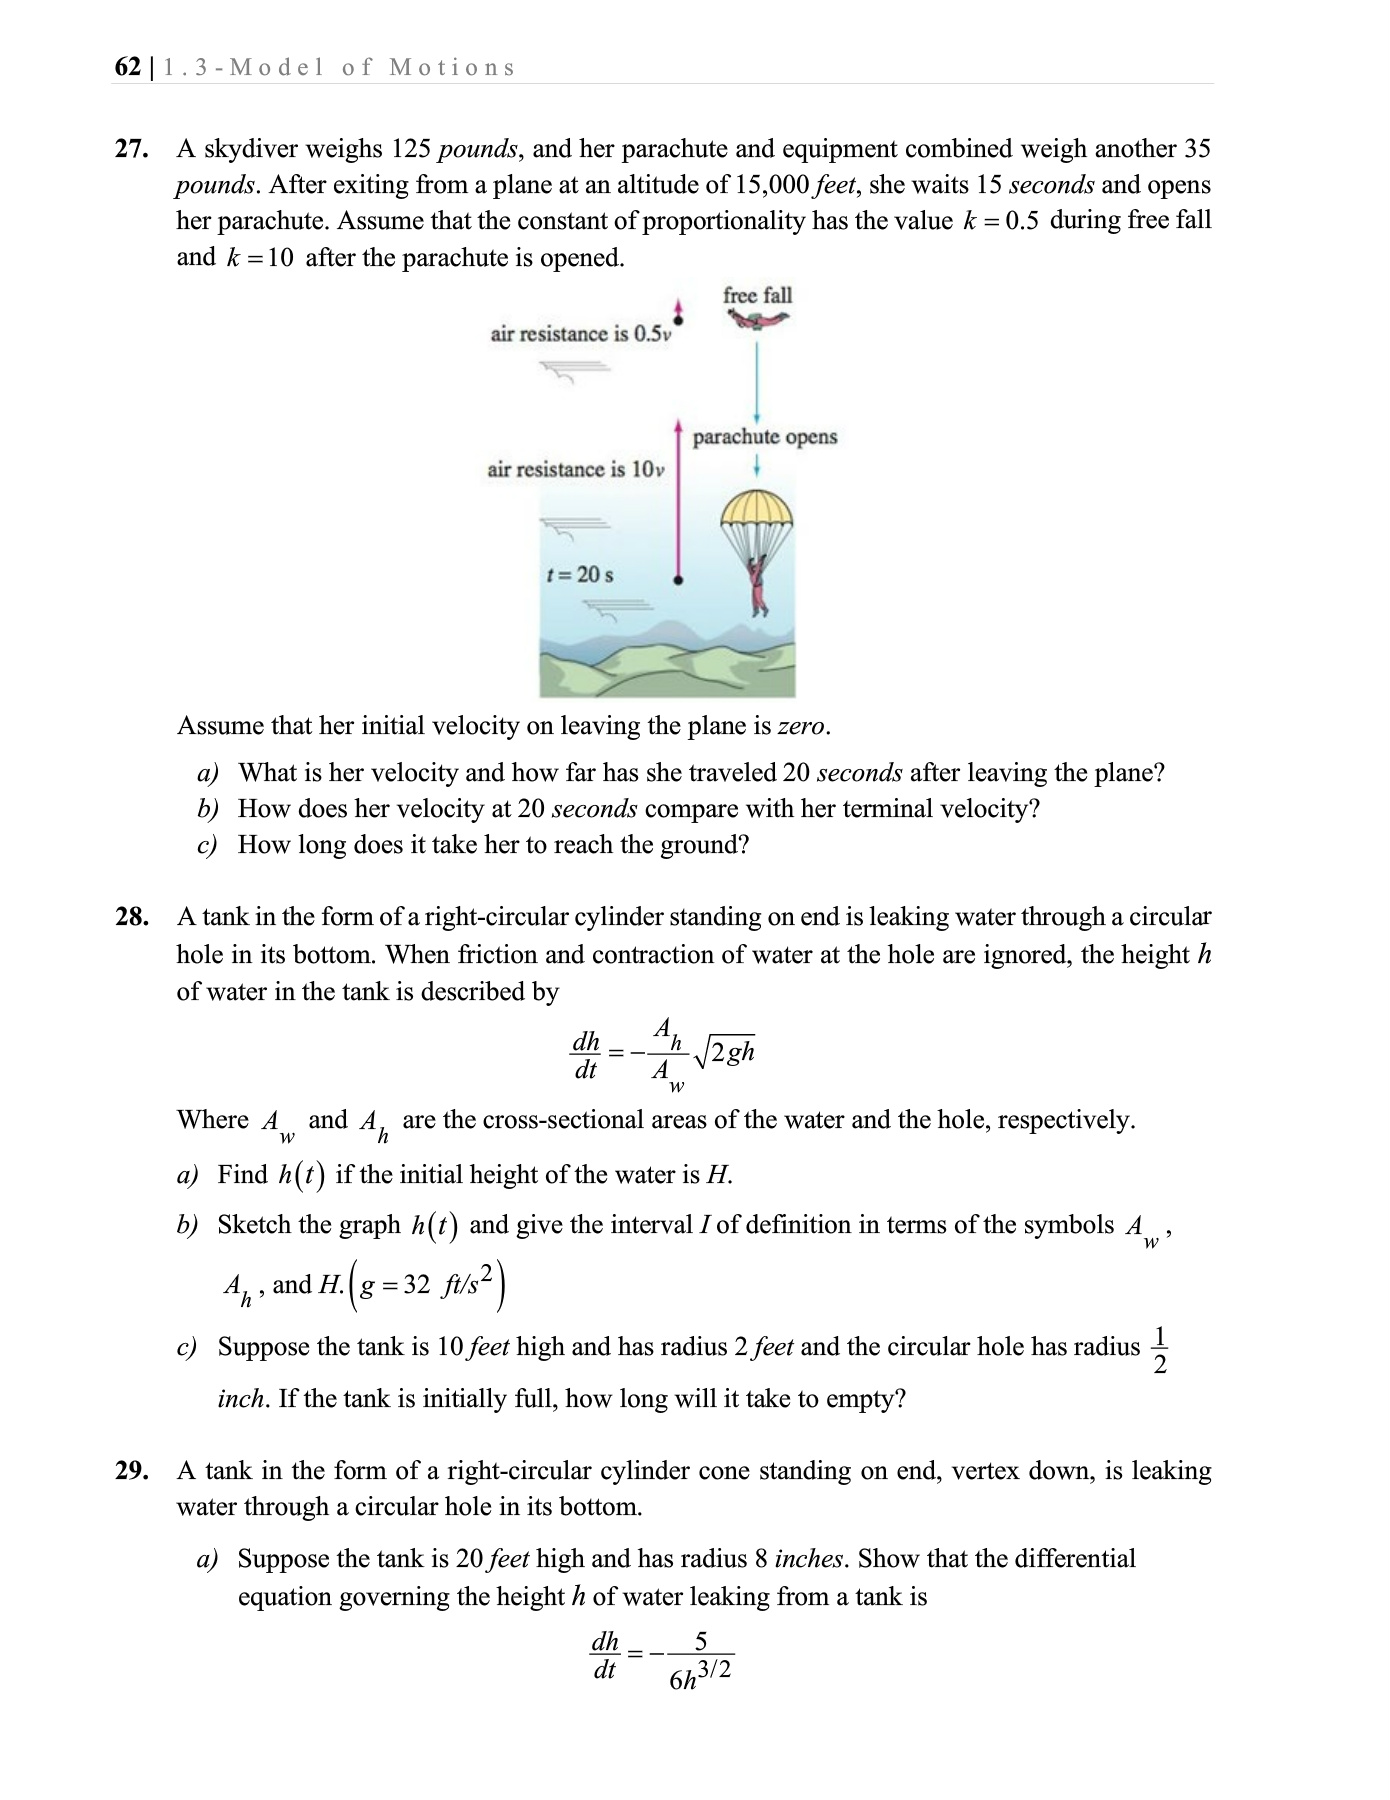 62 | 1.3-Model of Motions
27. A skydiver weighs 125 pounds, and her parachute and equipment combined weigh another 35
pounds. After exiting from a plane at an altitude of 15,000 feet, she waits 15 seconds and opens
her parachute. Assume that the constant of proportionality has the value k = 0.5 during free fall
and k = 10 after the parachute is opened.
free fall
air resistance is 0.5v
parachute opens
air resistance is 10v
t = 20 s
Assume that her initial velocity on leaving the plane is zero.
a) What is her velocity and how far has she traveled 20 seconds after leaving the plane?
b) How does her velocity at 20 seconds compare with her terminal velocity?
c) How long does it take her to reach the ground?
28. A tank in the form of a right-circular cylinder standing on end is leaking water through a circular
hole in its bottom. When friction and contraction of water at the hole are ignored, the height h
of water in the tank is described by
dh/dt = −A_h/A_w √2gh
Where A_w and A_h are the cross-sectional areas of the water and the hole, respectively.
a) Find h(t) if the initial height of the water is H.
b) Sketch the graph h(t) and give the interval I of definition in terms of the symbols A_w,
A_h, and H. (g = 32 ft/s²)
c) Suppose the tank is 10 feet high and has radius 2 feet and the circular hole has radius 1/2
inch. If the tank is initially full, how long will it take to empty?
29. A tank in the form of a right-circular cylinder cone standing on end, vertex down, is leaking
water through a circular hole in its bottom.
a) Suppose the tank is 20 feet high and has radius 8 inches. Show that the differential
equation governing the height h of water leaking from a tank is
dh/dt = −5/6h^3/2